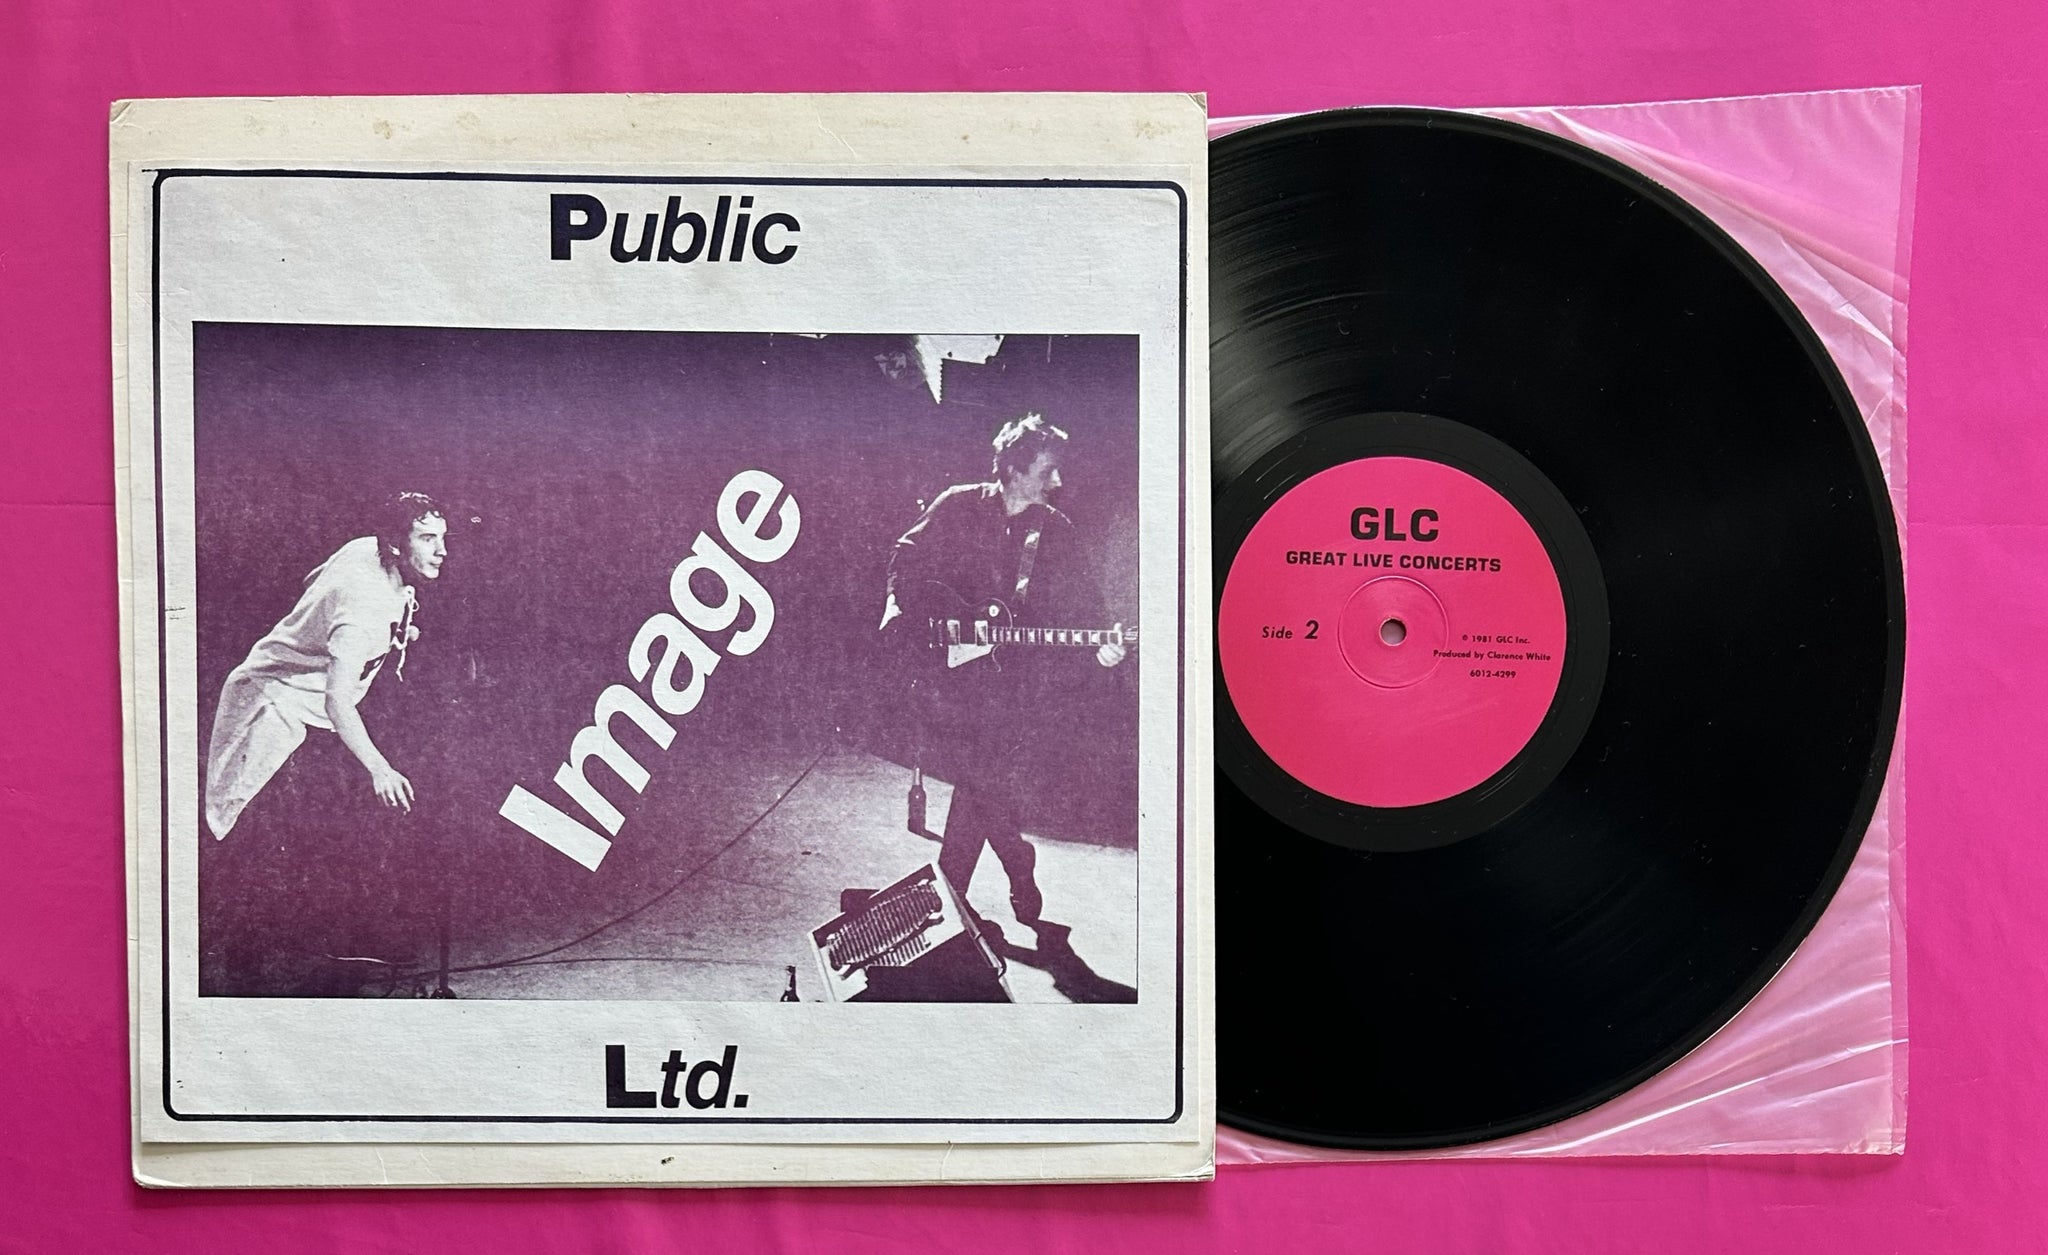 Public
Image
Ltd.
GLC
GREAT LIVE CONCERTS
Side 2
© 1981 GLC Inc.
Produced by Clarence White
6012-4299